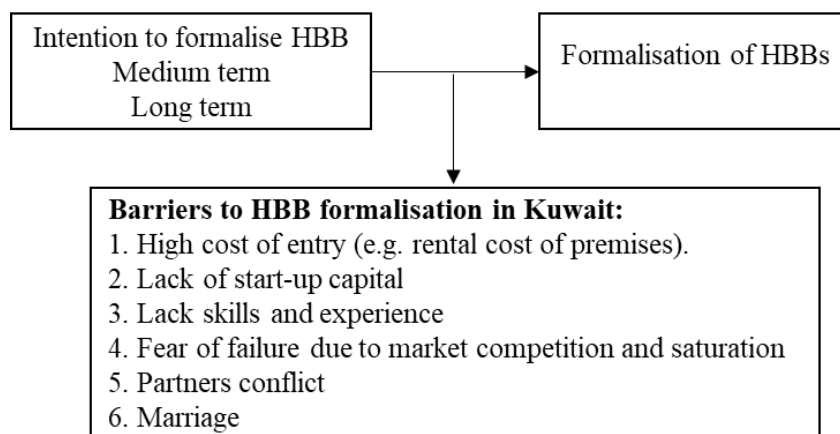 Intention to formalise HBB
Medium term
Long term
Formalisation of HBBs
Barriers to HBB formalisation in Kuwait:
1. High cost of entry (e.g. rental cost of premises).
2. Lack of start-up capital
3. Lack skills and experience
4. Fear of failure due to market competition and saturation
5. Partners conflict
6. Marriage